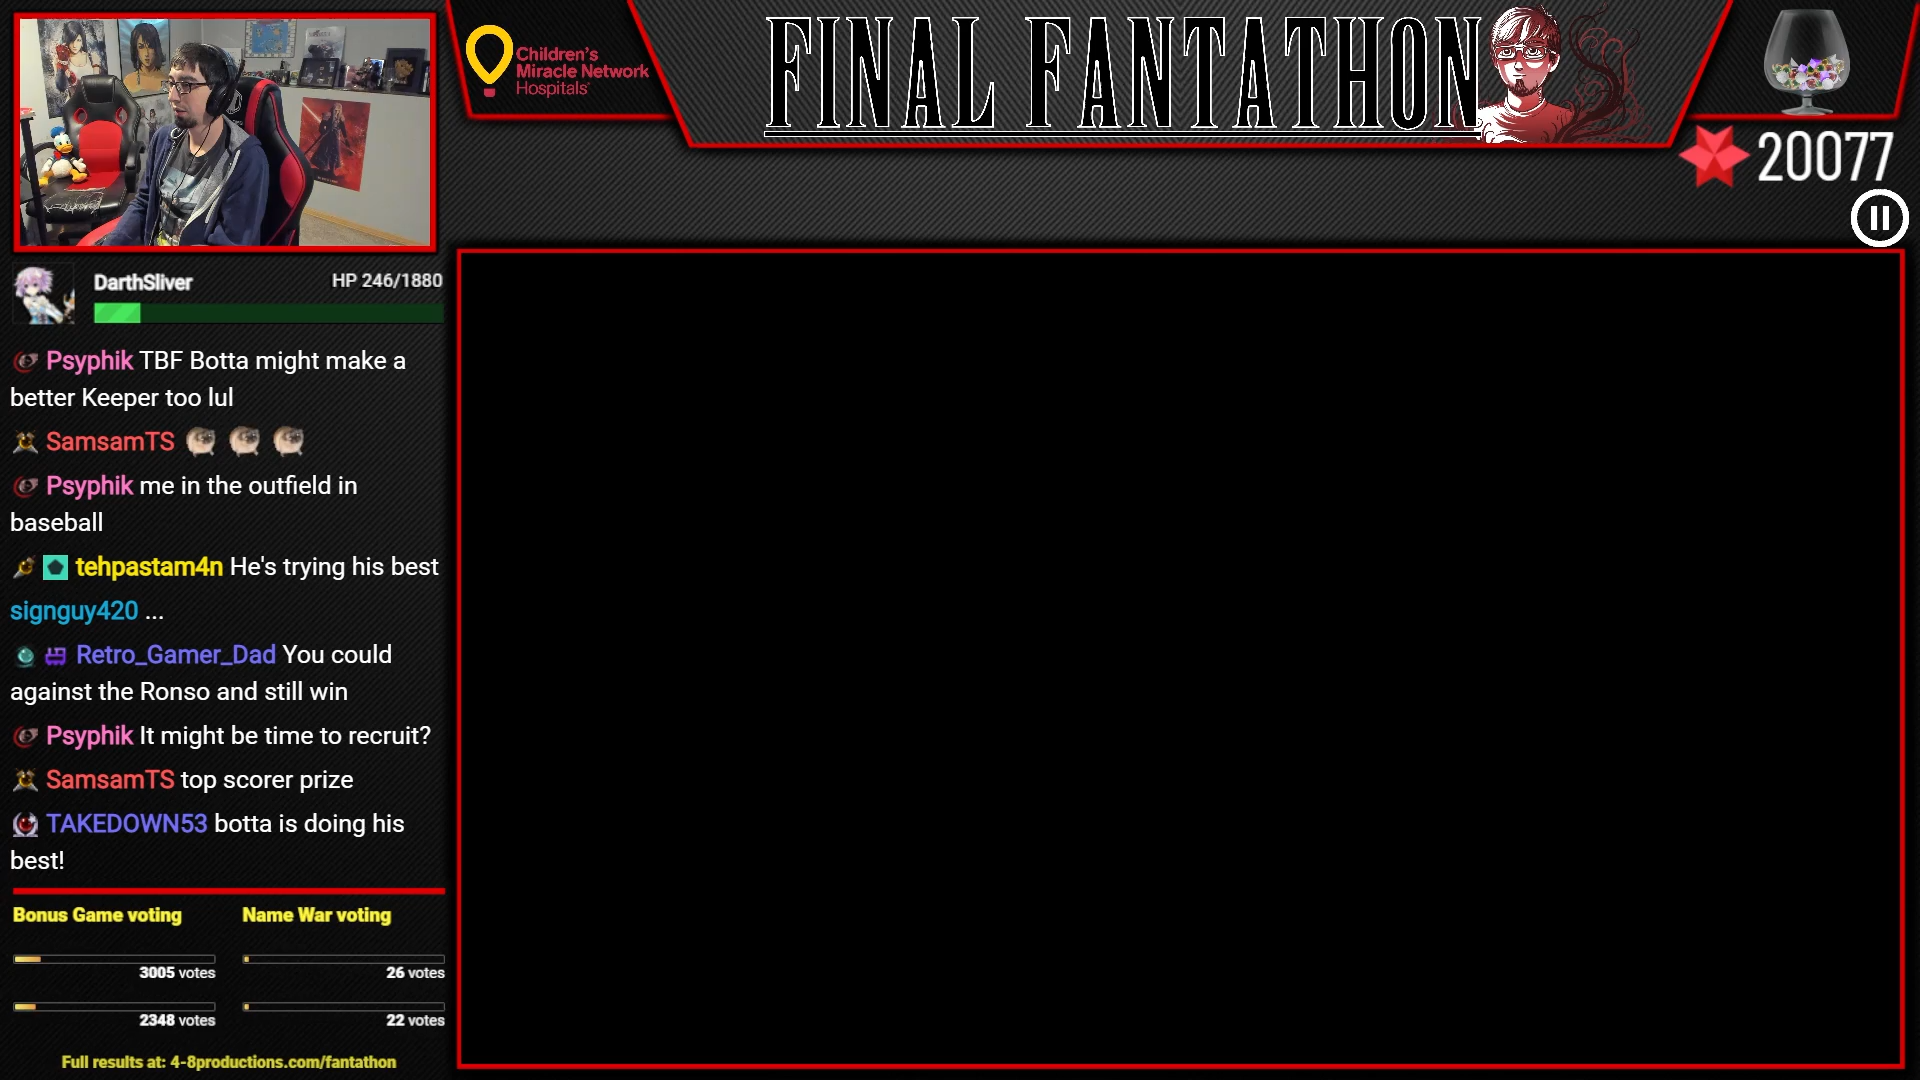 Children's
Miracle Network
Hospitals
FINAL FANTATHON
20077
DarthSliver
HP 246/1880
Psyphik TBF Botta might make a
better Keeper too lul
SamsamTS
Psyphik me in the outfield in
baseball
tehpastam4n He's trying his best
signguy420 ...
Retro_Gamer_Dad You could
against the Ronso and still win
Psyphik It might be time to recruit?
SamsamTS top scorer prize
TAKEDOWN53 botta is doing his
best!
Bonus Game voting
Name War voting
3005 votes
26 votes
2348 votes
22 votes
Full results at: 4-8productions.com/fantathon